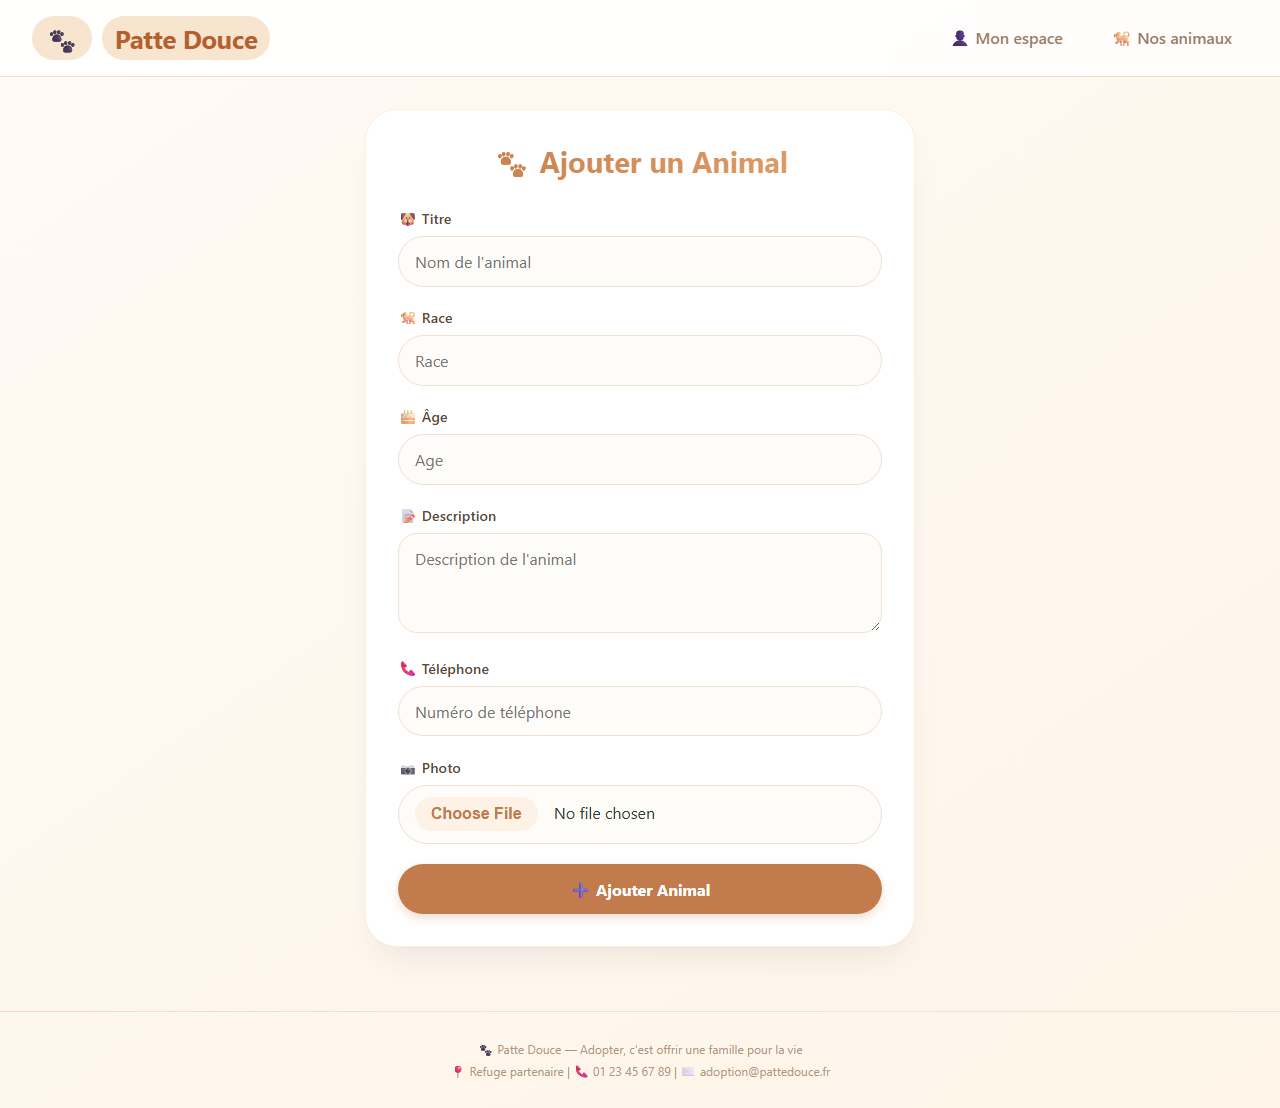 🐾 Patte Douce
👤 Mon espace
🐕 Nos animaux
🐾 Ajouter un Animal
🐶 Titre
Nom de l'animal
🐕 Race
Race
🎂 Âge
Age
📝 Description
Description de l'animal
📞 Téléphone
Numéro de téléphone
📷 Photo
Choose File No file chosen
➕ Ajouter Animal
🐾 Patte Douce — Adopter, c'est offrir une famille pour la vie
📍 Refuge partenaire | 📞 01 23 45 67 89 | ✉️ adoption@pattedouce.fr